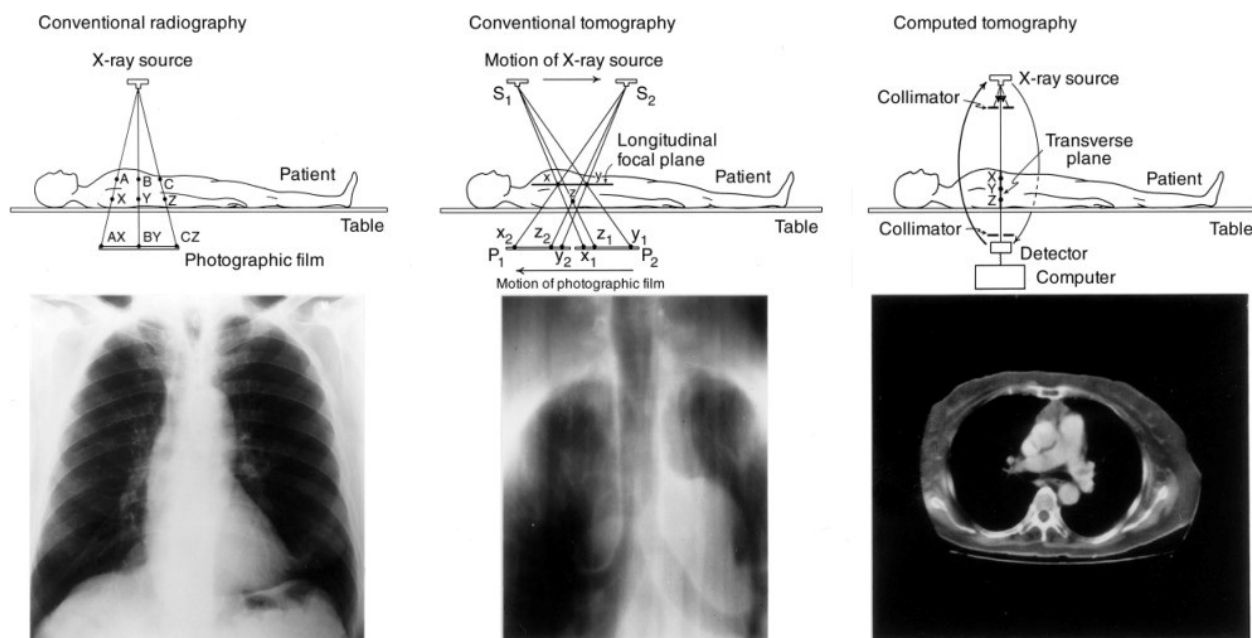 Conventional radiography
X-ray source
A B C
X Y Z
Patient
Table
AX BY CZ
Photographic film
Conventional tomography
Motion of X-ray source
S1 S2
Longitudinal
focal plane
x y
z
Patient
Table
x2 z2 y2 x1 z1 y1
P1 P2
Motion of photographic film
Computed tomography
X-ray source
Collimator
Transverse
plane
X
Y
Z
Patient
Table
Collimator
Detector
Computer